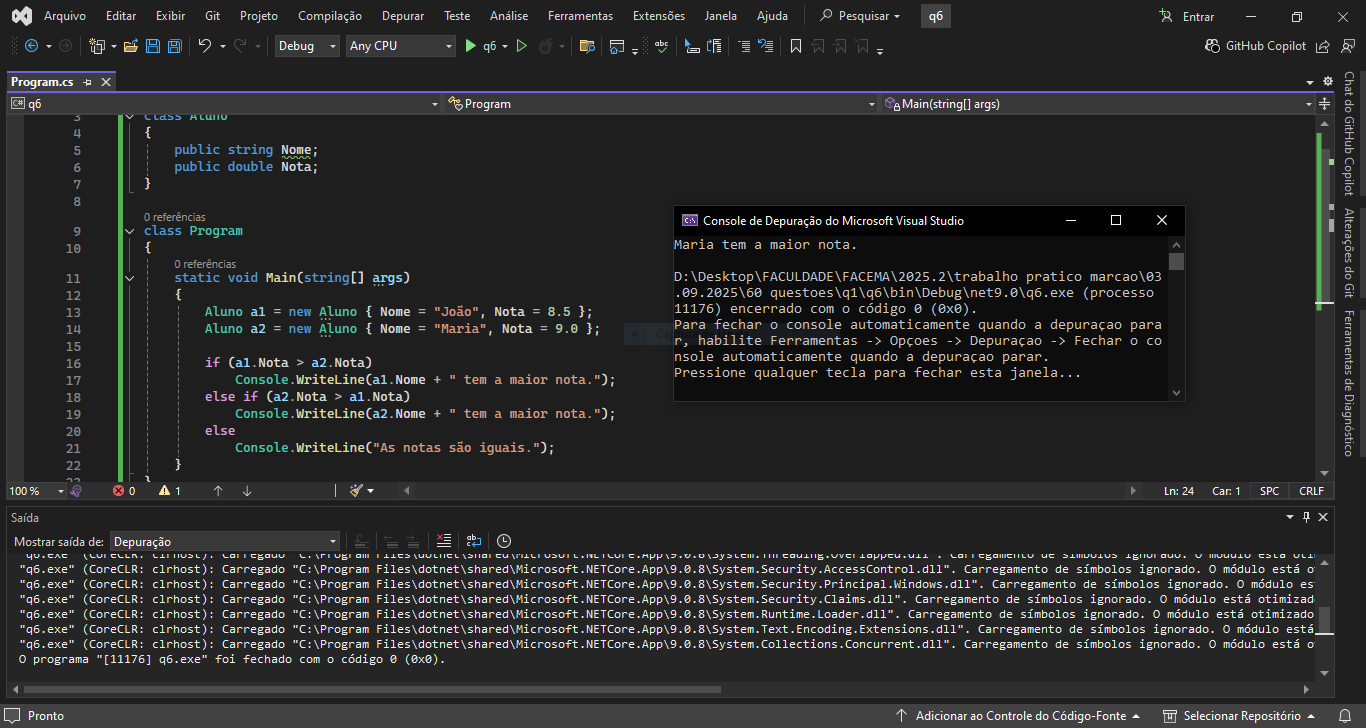 Arquivo Editar Exibir Git Projeto Compilação Depurar Teste Análise Ferramentas Extensões Janela Ajuda Pesquisar q6 Entrar
Debug Any CPU q6 abc GitHub Copilot
Program.cs
C# q6 Program Main(string[] args)
3 class Aluno
4 {
5 public string Nome;
6 public double Nota;
7 }
8
0 referências
9 class Program
10 {
0 referências
11 static void Main(string[] args)
12 {
13 Aluno a1 = new Aluno { Nome = "João", Nota = 8.5 };
14 Aluno a2 = new Aluno { Nome = "Maria", Nota = 9.0 };
15
16 if (a1.Nota > a2.Nota)
17 Console.WriteLine(a1.Nome + " tem a maior nota.");
18 else if (a2.Nota > a1.Nota)
19 Console.WriteLine(a2.Nome + " tem a maior nota.");
20 else
21 Console.WriteLine("As notas são iguais.");
22 }
23 }
C:\ Console de Depuração do Microsoft Visual Studio
Maria tem a maior nota.
D:\Desktop\FACULDADE\FACEMA\2025.2\trabalho pratico marcao\03
.09.2025\60 questoes\q1\q6\bin\Debug\net9.0\q6.exe (processo
11176) encerrado com o código 0 (0x0).
Para fechar o console automaticamente quando a depuraçao para
r, habilite Ferramentas -> Opçoes -> Depuraçao -> Fechar o co
nsole automaticamente quando a depuraçao parar.
Pressione qualquer tecla para fechar esta janela...
Chat do GitHub Copilot
Alterações do Git
Ferramentas de Diagnóstico
100 % 0 1 Ln: 24 Car: 1 SPC CRLF
Saída
Mostrar saída de: Depuração
"q6.exe" (CoreCLR: clrhost): Carregado "C:\Program Files\dotnet\shared\Microsoft.NETCore.App\9.0.8\System.Threading.Overlapped.dll". Carregamento de símbolos ignorado. O módulo está oti
"q6.exe" (CoreCLR: clrhost): Carregado "C:\Program Files\dotnet\shared\Microsoft.NETCore.App\9.0.8\System.Security.AccessControl.dll". Carregamento de símbolos ignorado. O módulo está o
"q6.exe" (CoreCLR: clrhost): Carregado "C:\Program Files\dotnet\shared\Microsoft.NETCore.App\9.0.8\System.Security.Principal.Windows.dll". Carregamento de símbolos ignorado. O módulo es
"q6.exe" (CoreCLR: clrhost): Carregado "C:\Program Files\dotnet\shared\Microsoft.NETCore.App\9.0.8\System.Security.Claims.dll". Carregamento de símbolos ignorado. O módulo está otimizad
"q6.exe" (CoreCLR: clrhost): Carregado "C:\Program Files\dotnet\shared\Microsoft.NETCore.App\9.0.8\System.Runtime.Loader.dll". Carregamento de símbolos ignorado. O módulo está otimizado
"q6.exe" (CoreCLR: clrhost): Carregado "C:\Program Files\dotnet\shared\Microsoft.NETCore.App\9.0.8\System.Text.Encoding.Extensions.dll". Carregamento de símbolos ignorado. O módulo está
"q6.exe" (CoreCLR: clrhost): Carregado "C:\Program Files\dotnet\shared\Microsoft.NETCore.App\9.0.8\System.Collections.Concurrent.dll". Carregamento de símbolos ignorado. O módulo está o
O programa "[11176] q6.exe" foi fechado com o código 0 (0x0).
Pronto Adicionar ao Controle do Código-Fonte Selecionar Repositório